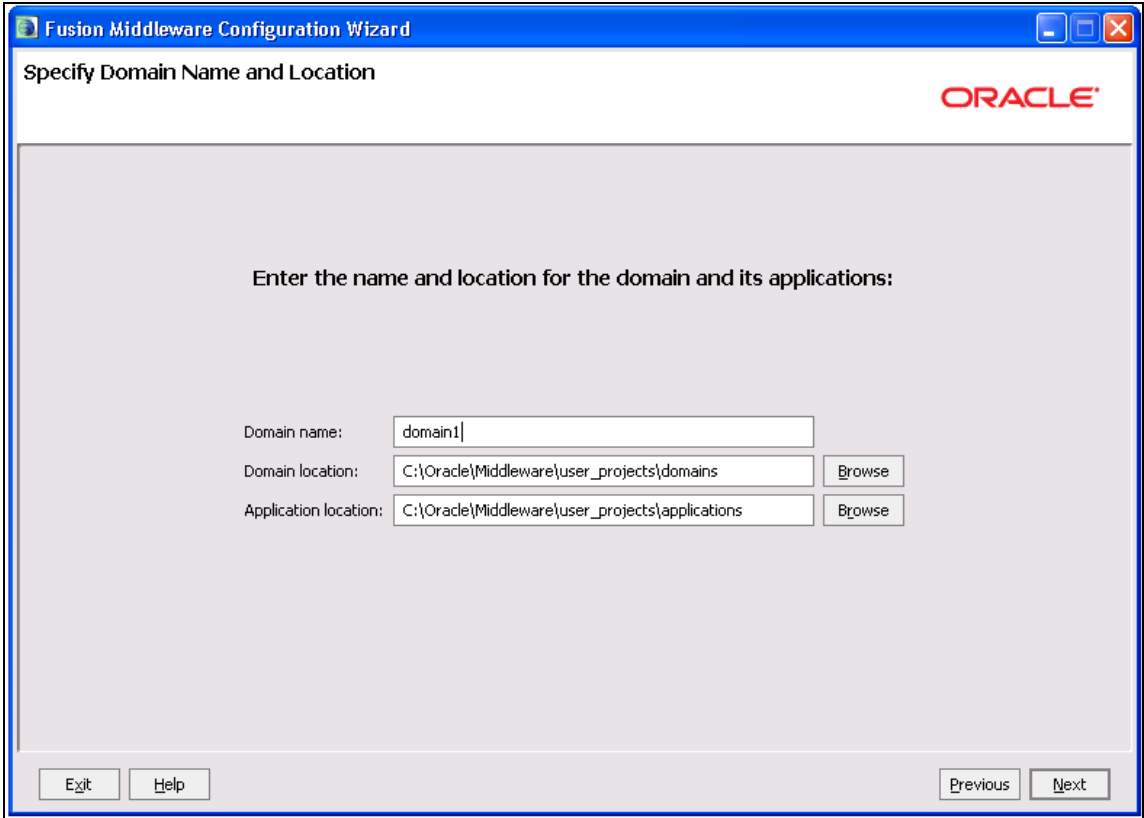 Fusion Middleware Configuration Wizard
Specify Domain Name and Location
ORACLE
Enter the name and location for the domain and its applications:
Domain name: domain1
Domain location: C:\Oracle\Middleware\user_projects\domains Browse
Application location: C:\Oracle\Middleware\user_projects\applications Browse
Exit Help Previous Next